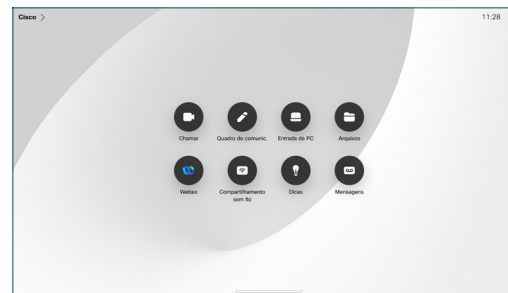 Cisco
11:28
Chamar
Quadro de comunic.
Entrada de PC
Arquivos
Webex
Compartilhamento
sem fio
Dicas
Mensagens